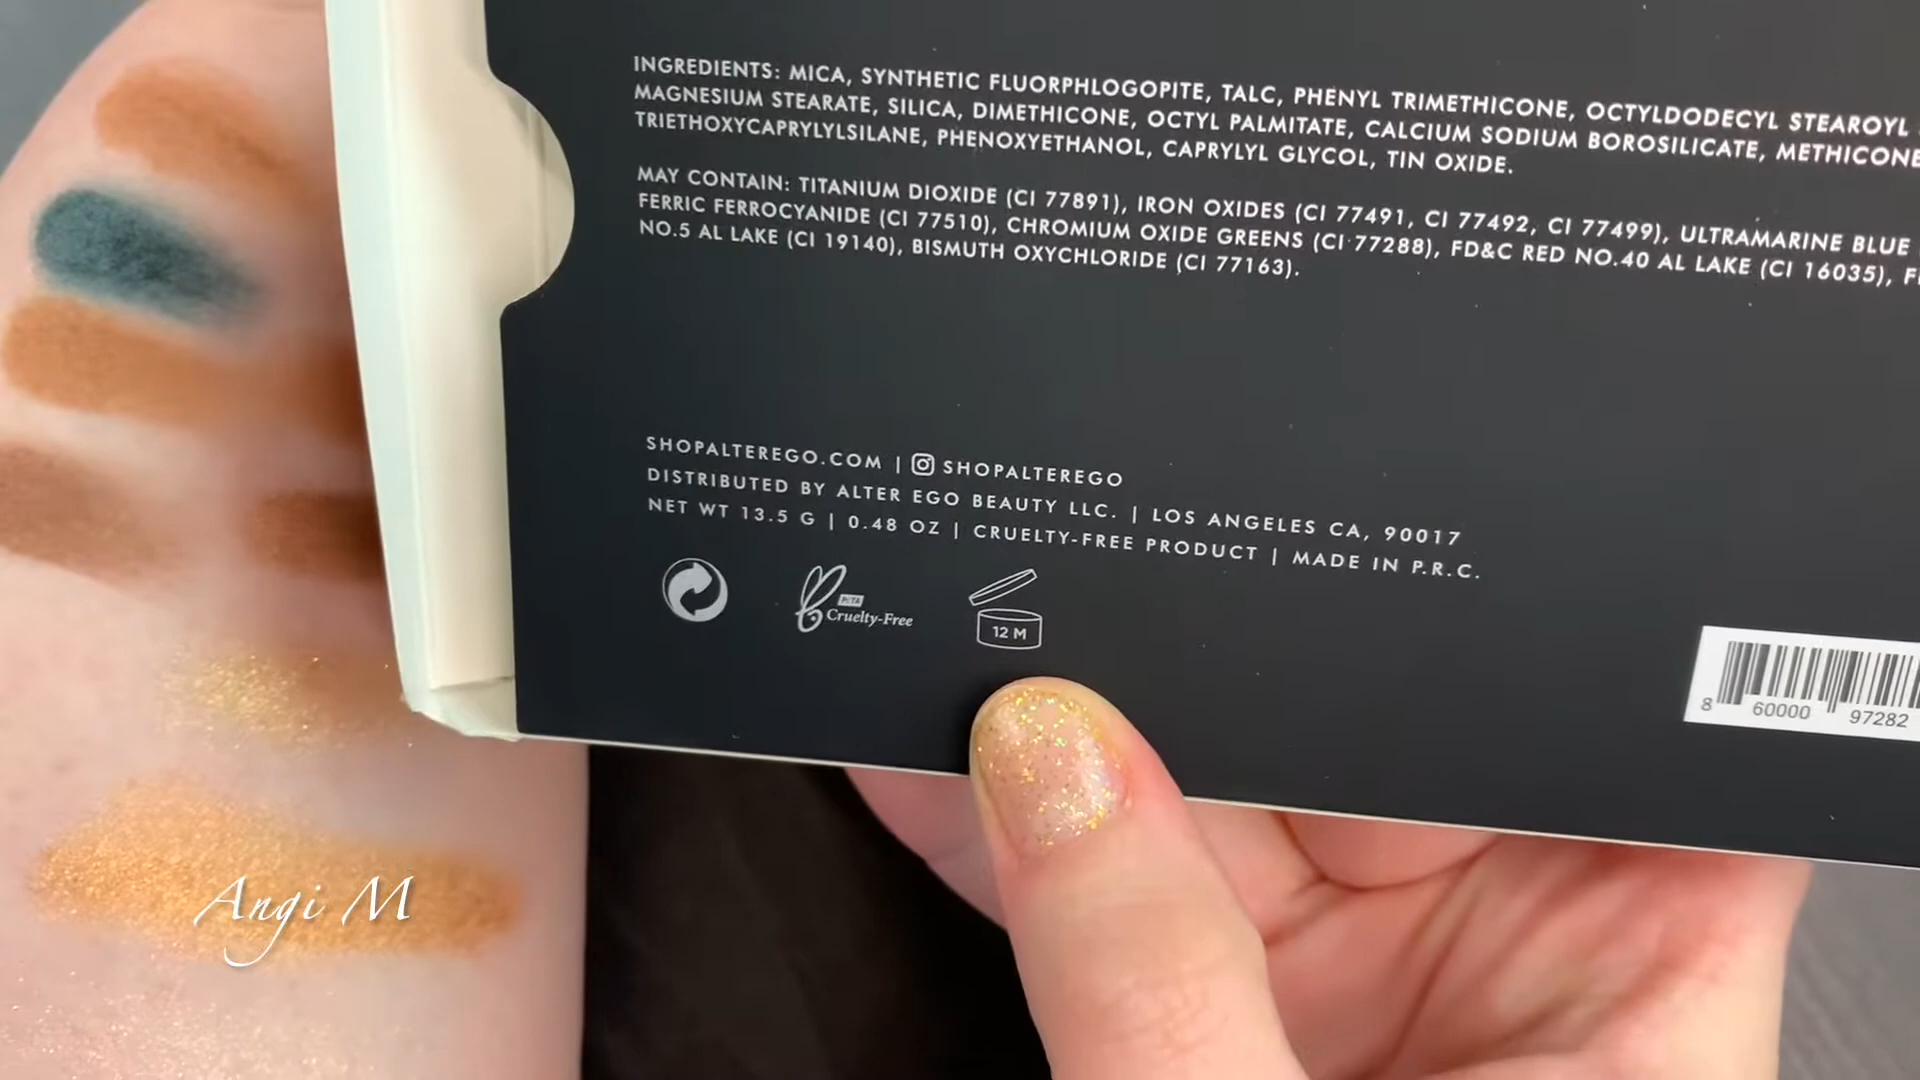 INGREDIENTS: MICA, SYNTHETIC FLUORPHLOGOPITE, TALC, PHENYL TRIMETHICONE, OCTYLDODECYL STEAROYL
MAGNESIUM STEARATE, SILICA, DIMETHICONE, OCTYL PALMITATE, CALCIUM SODIUM BOROSILICATE, METHICONE
TRIETHOXYCAPRYLYLSILANE, PHENOXYETHANOL, CAPRYLYL GLYCOL, TIN OXIDE.
MAY CONTAIN: TITANIUM DIOXIDE (CI 77891), IRON OXIDES (CI 77491, CI 77492, CI 77499), ULTRAMARINE BLUE
FERRIC FERROCYANIDE (CI 77510), CHROMIUM OXIDE GREENS (CI 77288), FD&C RED NO.40 AL LAKE (CI 16035),
NO.5 AL LAKE (CI 19140), BISMUTH OXYCHLORIDE (CI 77163).
SHOPALTEREGO.COM | SHOPALTEREGO
DISTRIBUTED BY ALTER EGO BEAUTY LLC. | LOS ANGELES CA, 90017
NET WT 13.5 G | 0.48 OZ | CRUELTY-FREE PRODUCT | MADE IN P.R.C.
PETA
Cruelty-Free
12 M
8 60000 97282
Angi M